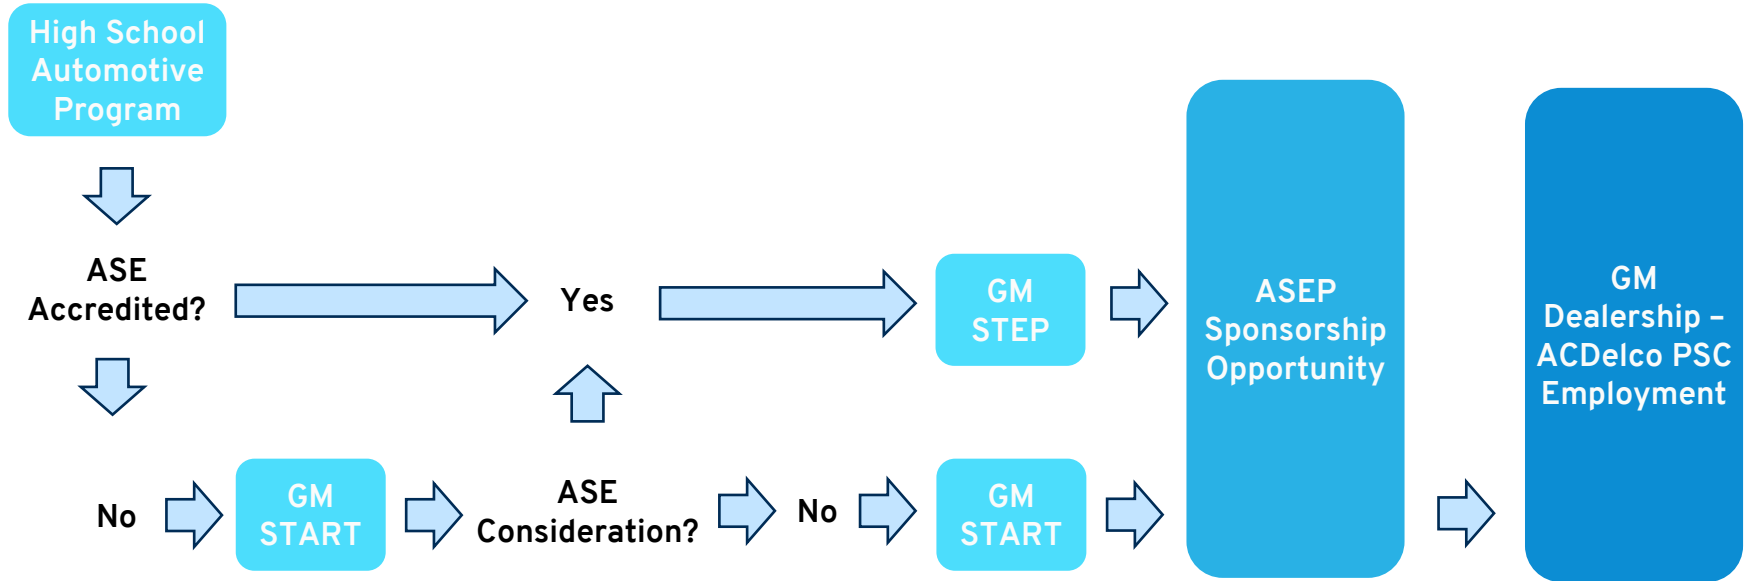 High School
Automotive
Program
ASE
Accredited?
Yes
GM
STEP
ASEP
Sponsorship
Opportunity
GM
Dealership –
ACDelco PSC
Employment
No
GM
START
ASE
Consideration?
No
GM
START